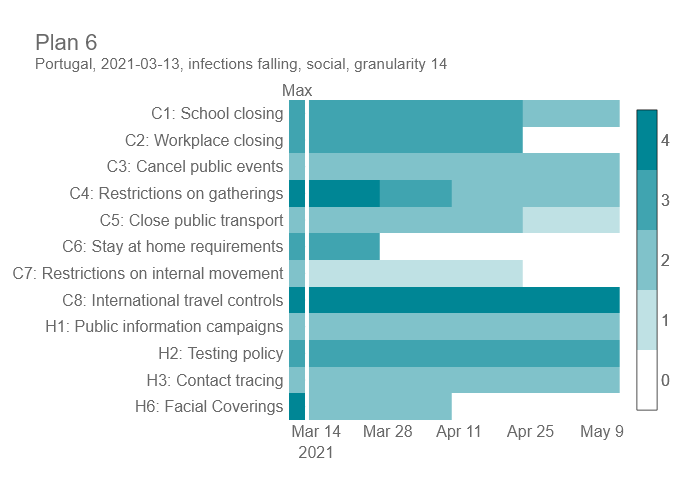 Plan 6
Portugal, 2021-03-13, infections falling, social, granularity 14
Max
C1: School closing
C2: Workplace closing
C3: Cancel public events
C4: Restrictions on gatherings
C5: Close public transport
C6: Stay at home requirements
C7: Restrictions on internal movement
C8: International travel controls
H1: Public information campaigns
H2: Testing policy
H3: Contact tracing
H6: Facial Coverings
Mar 14 Mar 28 Apr 11 Apr 25 May 9
2021
4
3
2
1
0